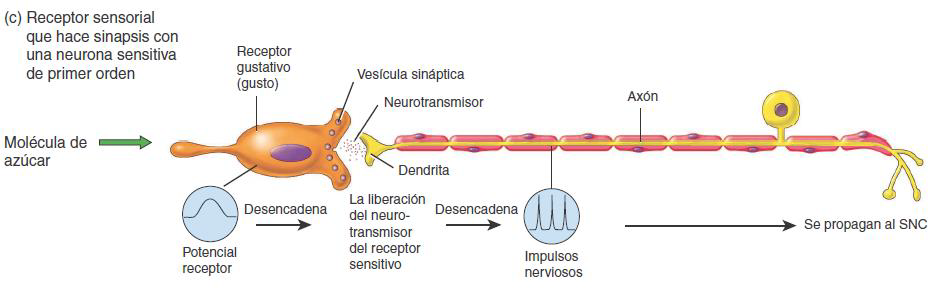 (c) Receptor sensorial
que hace sinapsis con
una neurona sensitiva
de primer orden
Receptor
gustativo
(gusto)
Vesícula sináptica
Neurotransmisor
Axón
Molécula de
azúcar
Dendrita
Desencadena
La liberación
del neuro-
transmisor
del receptor
sensitivo
Desencadena
Se propagan al SNC
Potencial
receptor
Impulsos
nerviosos